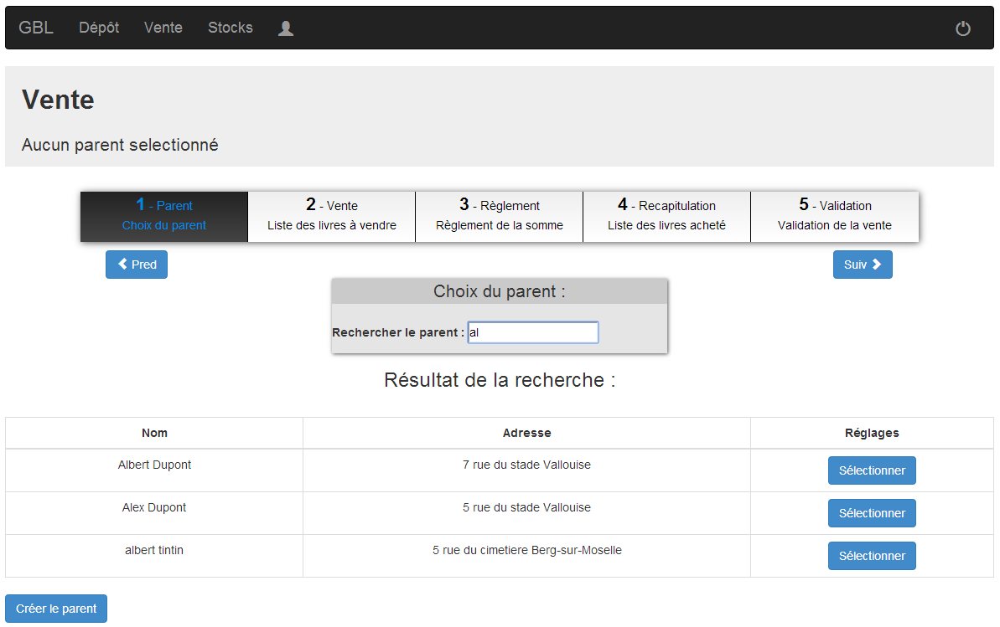 GBL Dépôt Vente Stocks
Vente
Aucun parent selectionné
1 - Parent 2 - Vente 3 - Règlement 4 - Recapitulation 5 - Validation
Choix du parent Liste des livres à vendre Règlement de la somme Liste des livres acheté Validation de la vente
Pred Suiv
Choix du parent :
Rechercher le parent : al
Résultat de la recherche :
Nom Adresse Réglages
Albert Dupont 7 rue du stade Vallouise Sélectionner
Alex Dupont 5 rue du stade Vallouise Sélectionner
albert tintin 5 rue du cimetiere Berg-sur-Moselle Sélectionner
Créer le parent